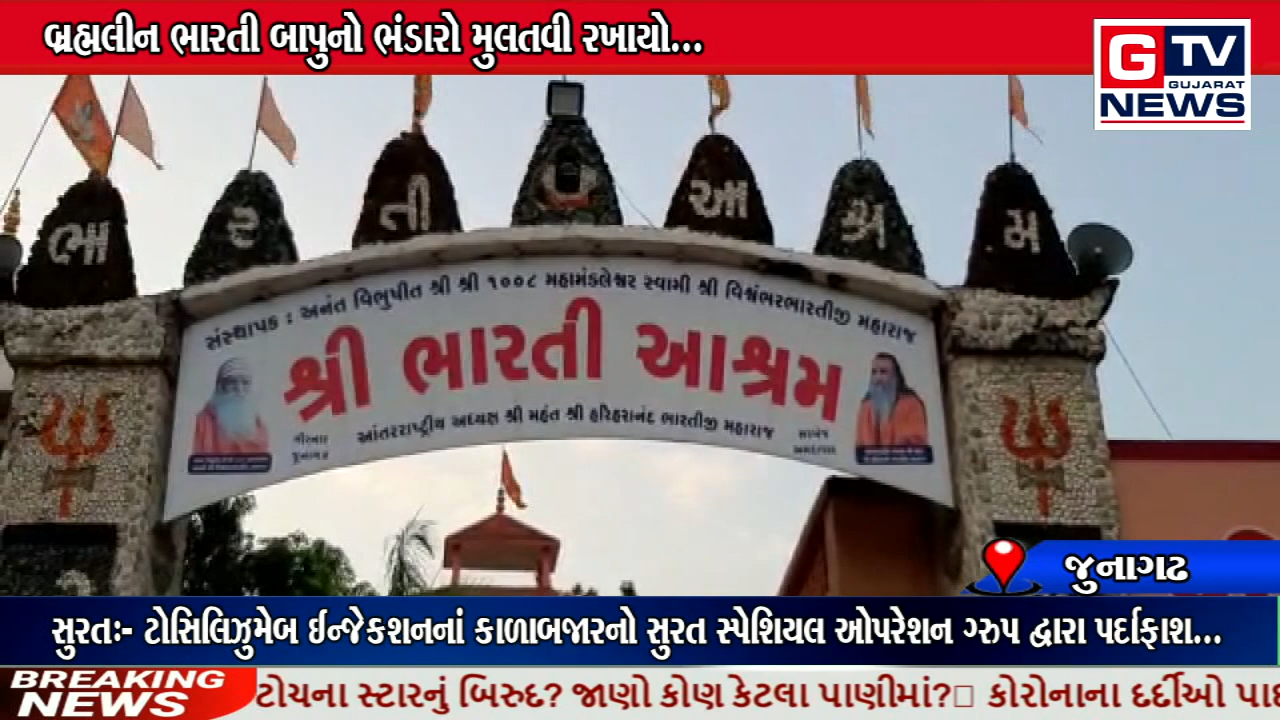 બ્રહ્મલીન ભારતી બાપુનો ભંડારો મુલતવી રખાયો...
G TV
GUJARAT
NEWS
ભા ર તી આ શ્ર મ
સંસ્થાપક : અનંત વિભુષીત શ્રી શ્રી ૧૦૦૮ મહામંડલેશ્વર સ્વામી શ્રી વિશ્વંભરભારતીજી મહારાજ
શ્રી ભારતી આશ્રમ
આંતરરાષ્ટ્રીય અધ્યક્ષ શ્રી મહંત શ્રી હરિહરાનંદ ભારતીજી મહારાજ
ગીરનાર
જુનાગઢ
જુનાગઢ
સુરતઃ- ટોસિલિઝુમેબ ઈન્જેકશનનાં કાળાબજારનો સુરત સ્પેશિયલ ઓપરેશન ગ્રુપ દ્વારા પર્દાફાશ...
BREAKING
NEWS
ટોચના સ્ટારનું બિરુદ? જાણો કોણ કેટલા પાણીમાં?□ કોરોનાના દર્દીઓ